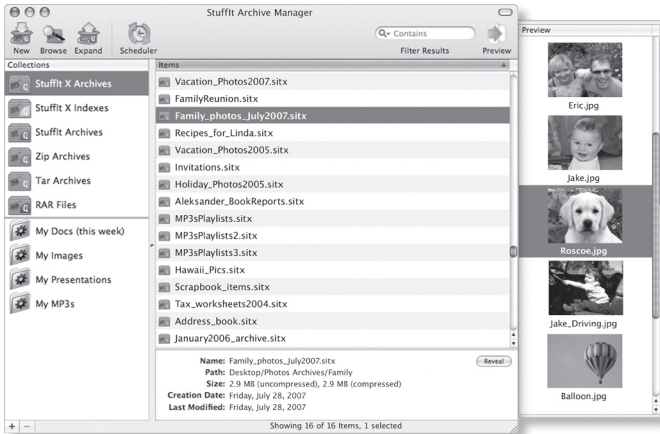 StuffIt Archive Manager
New
Browse
Expand
Scheduler
Contains
Filter Results
Preview
Collections
StuffIt X Archives
StuffIt X Indexes
StuffIt Archives
Zip Archives
Tar Archives
RAR Files
My Docs (this week)
My Images
My Presentations
My MP3s
Items
Vacation_Photos2007.sitx
FamilyReunion.sitx
Family_photos_July2007.sitx
Recipes_for_Linda.sitx
Vacation_Photos2005.sitx
Invitations.sitx
Holiday_Photos2005.sitx
Aleksander_BookReports.sitx
MP3sPlaylists.sitx
MP3sPlaylists2.sitx
MP3sPlaylists3.sitx
Hawaii_Pics.sitx
Scrapbook_items.sitx
Tax_worksheets2004.sitx
Address_book.sitx
January2006_archive.sitx
Name: Family_photos_July2007.sitx
Reveal
Path: Desktop/Photos Archives/Family
Size: 2.9 MB (uncompressed), 2.9 MB (compressed)
Creation Date: Friday, July 28, 2007
Last Modified: Friday, July 28, 2007
Showing 16 of 16 Items, 1 selected
Preview
Eric.jpg
Jake.jpg
Roscoe.jpg
Jake_Driving.jpg
Balloon.jpg